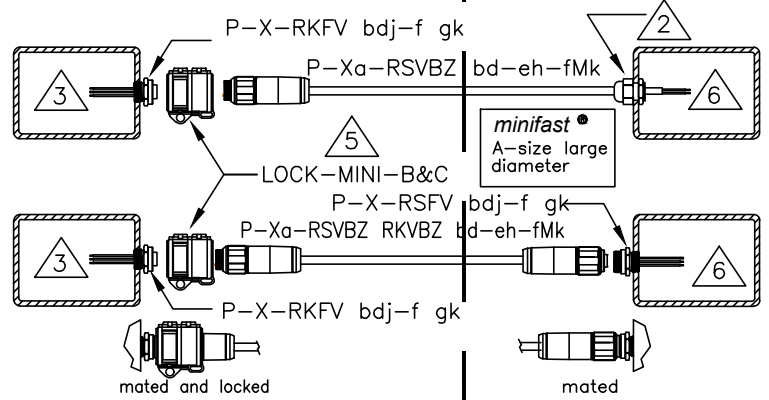 P-X-RKFV bdj-f gk
2
P-Xa-RSVBZ bd-eh-fMk
3
6
minifast ®
A-size large
diameter
5
LOCK-MINI-B&C
P-X-RSFV bdj-f gk
P-Xa-RSVBZ RKVBZ bd-eh-fMk
3
6
P-X-RKFV bdj-f gk
mated and locked
mated